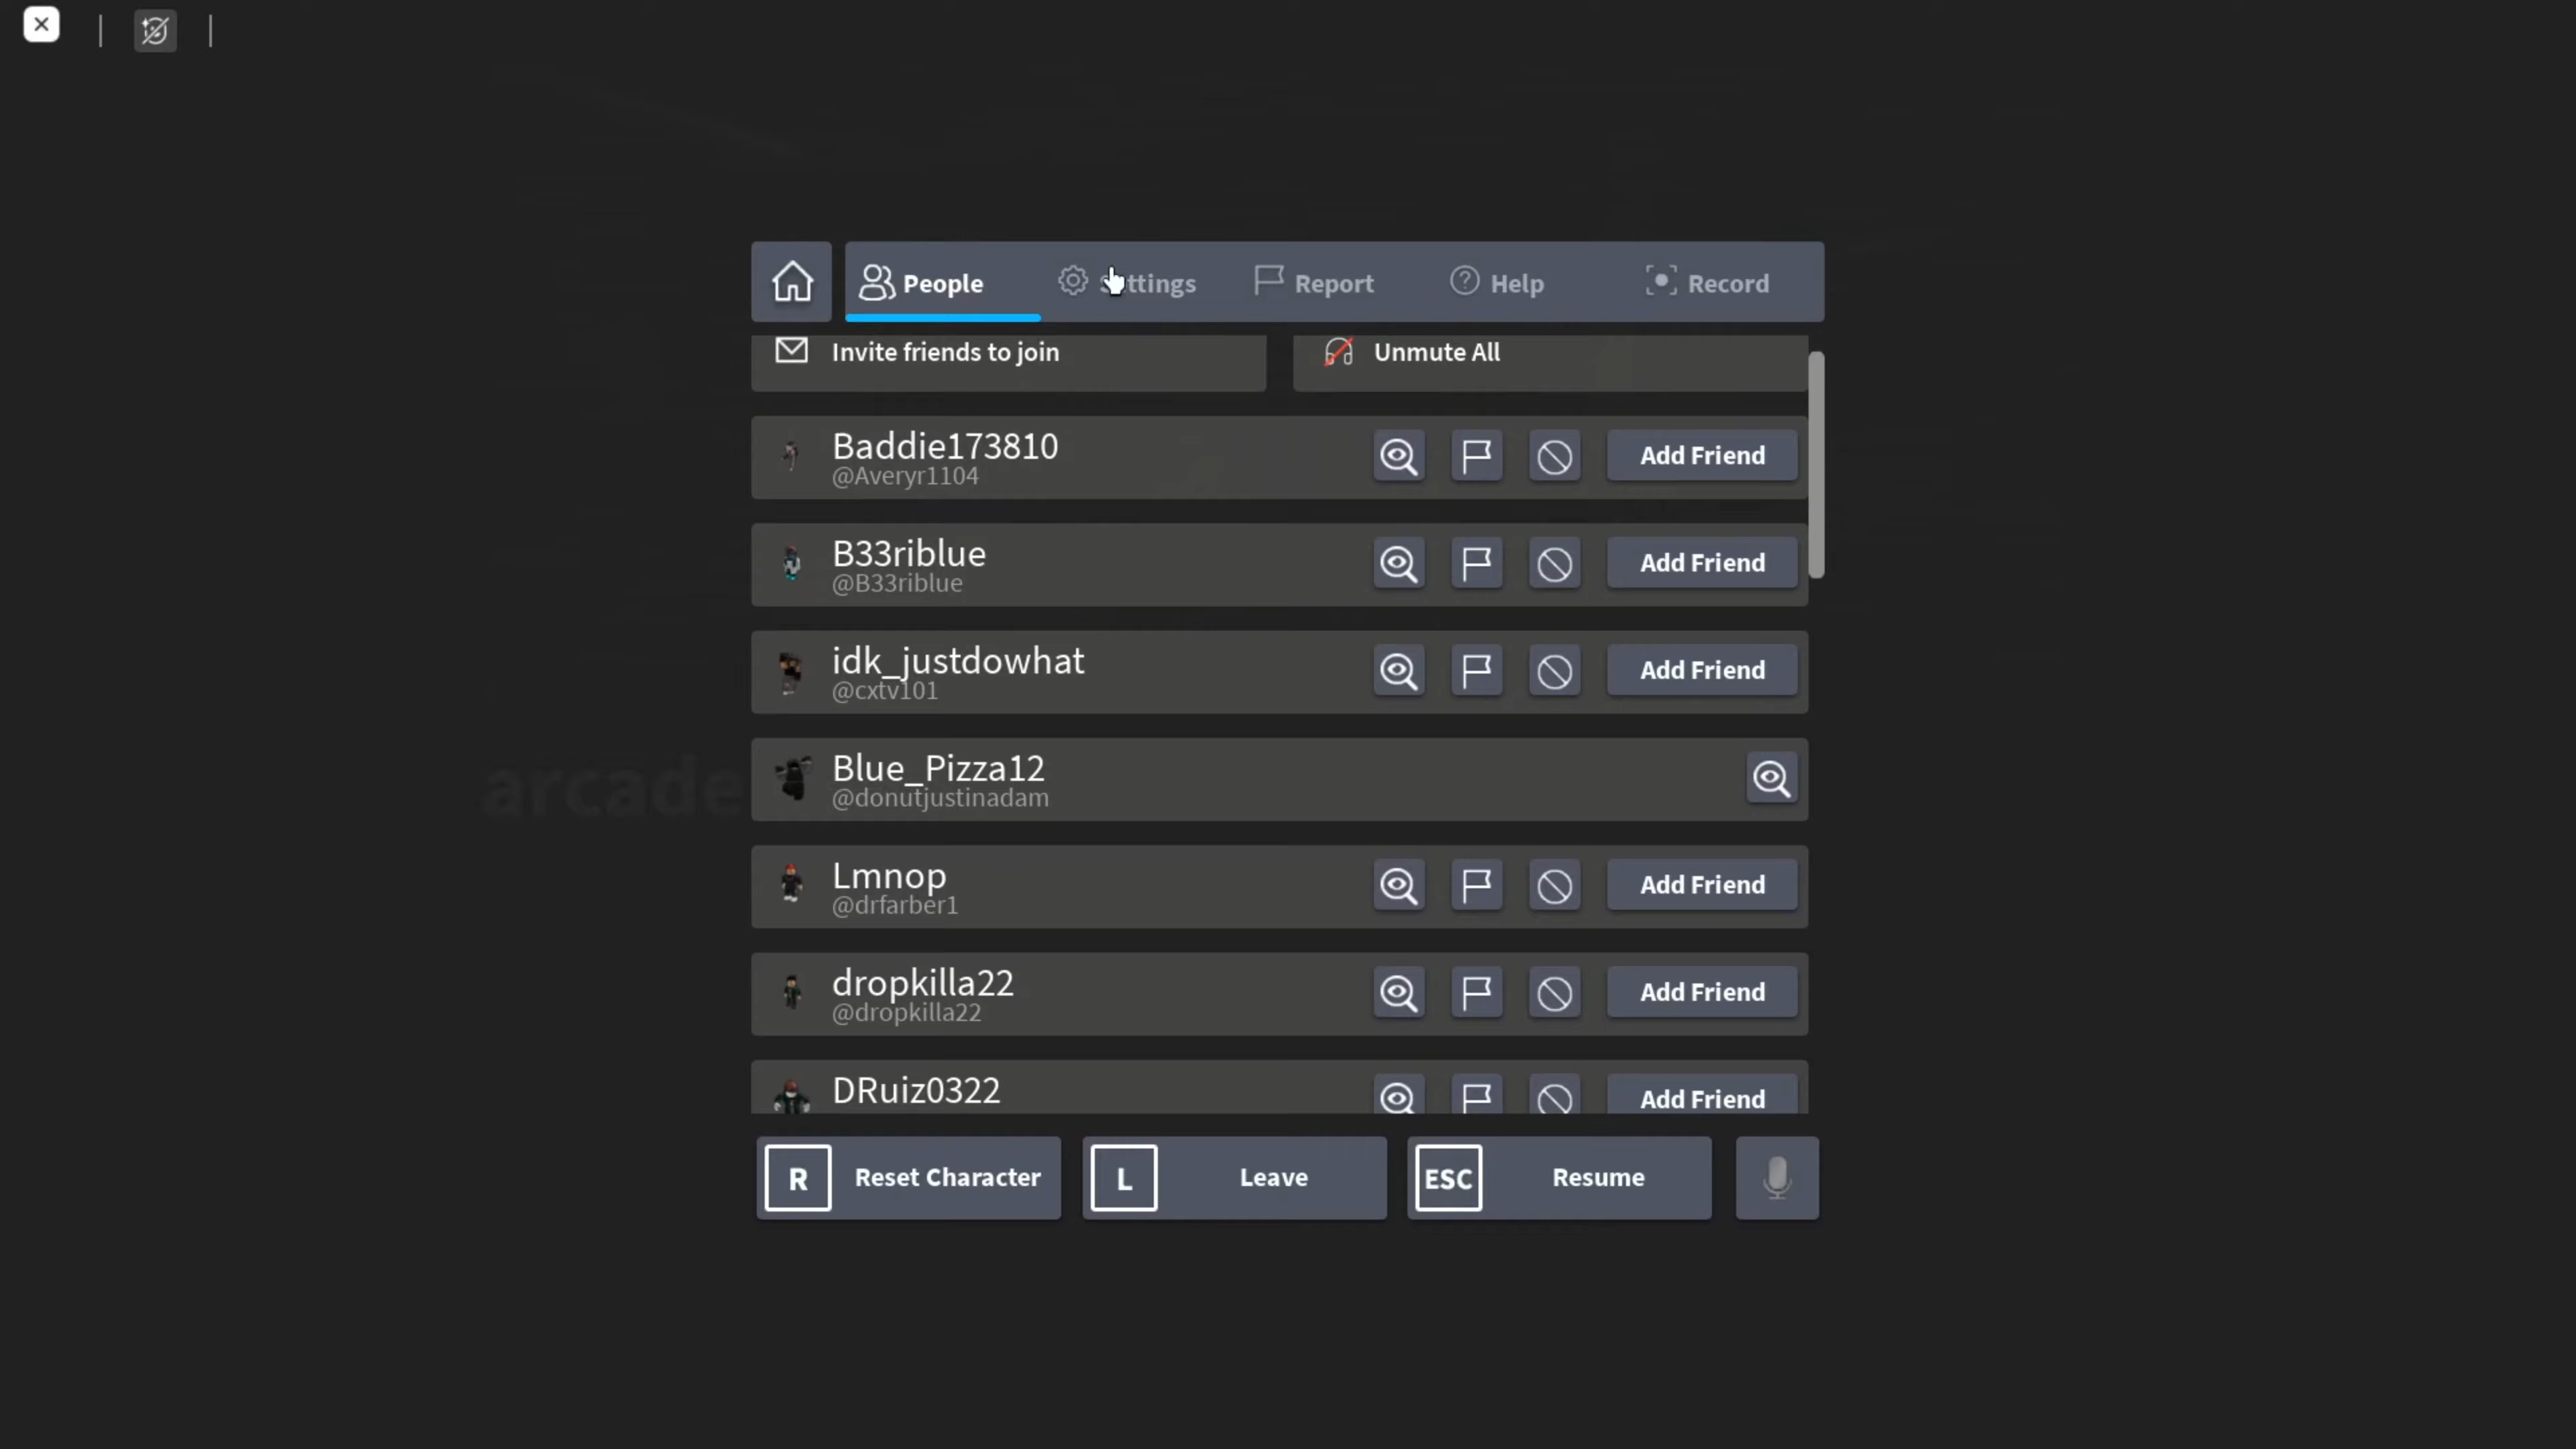 People Settings Report Help Record
Invite friends to join Unmute All
Baddie173810
@Averyr1104 Add Friend
B33riblue
@B33riblue Add Friend
idk_justdowhat
@cxtv101 Add Friend
Blue_Pizza12
@donutjustinadam
arcade
Lmnop
@drfarber1 Add Friend
dropkilla22
@dropkilla22 Add Friend
DRuiz0322 Add Friend
R Reset Character L Leave ESC Resume